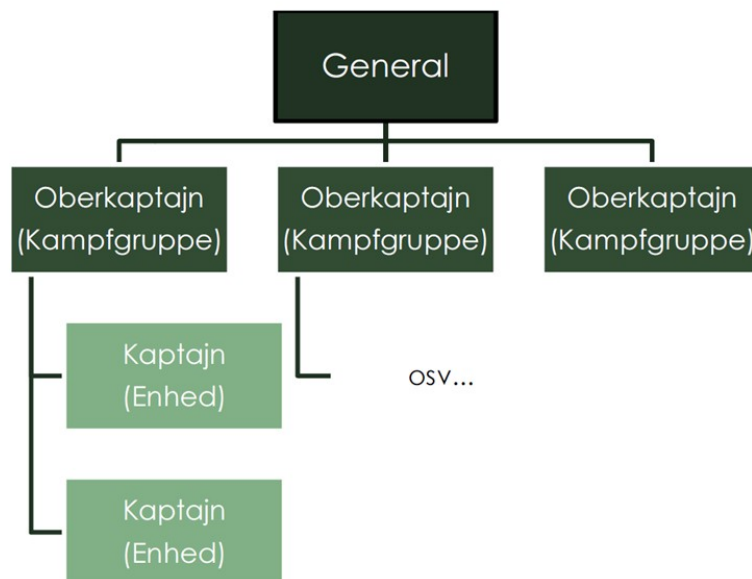 General
Oberkaptajn
(Kampfgruppe)
Oberkaptajn
(Kampfgruppe)
Oberkaptajn
(Kampfgruppe)
Kaptajn
(Enhed)
osv...
Kaptajn
(Enhed)